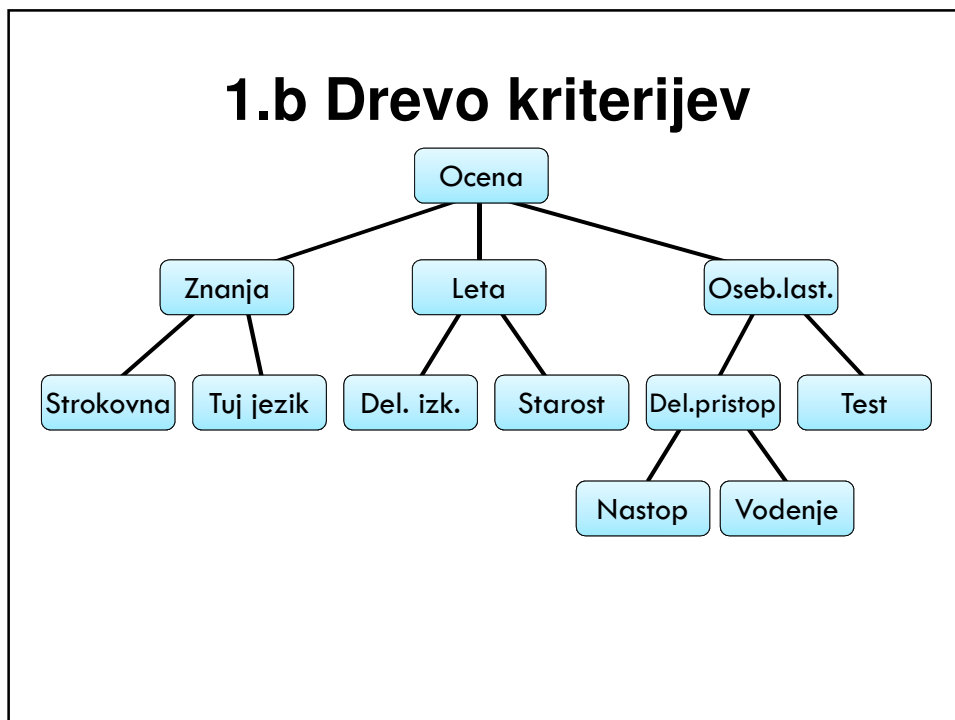 1.b Drevo kriterijev
Ocena
Znanja
Leta
Oseb.last.
Strokovna
Tuj jezik
Del. izk.
Starost
Del.pristop
Test
Nastop
Vodenje